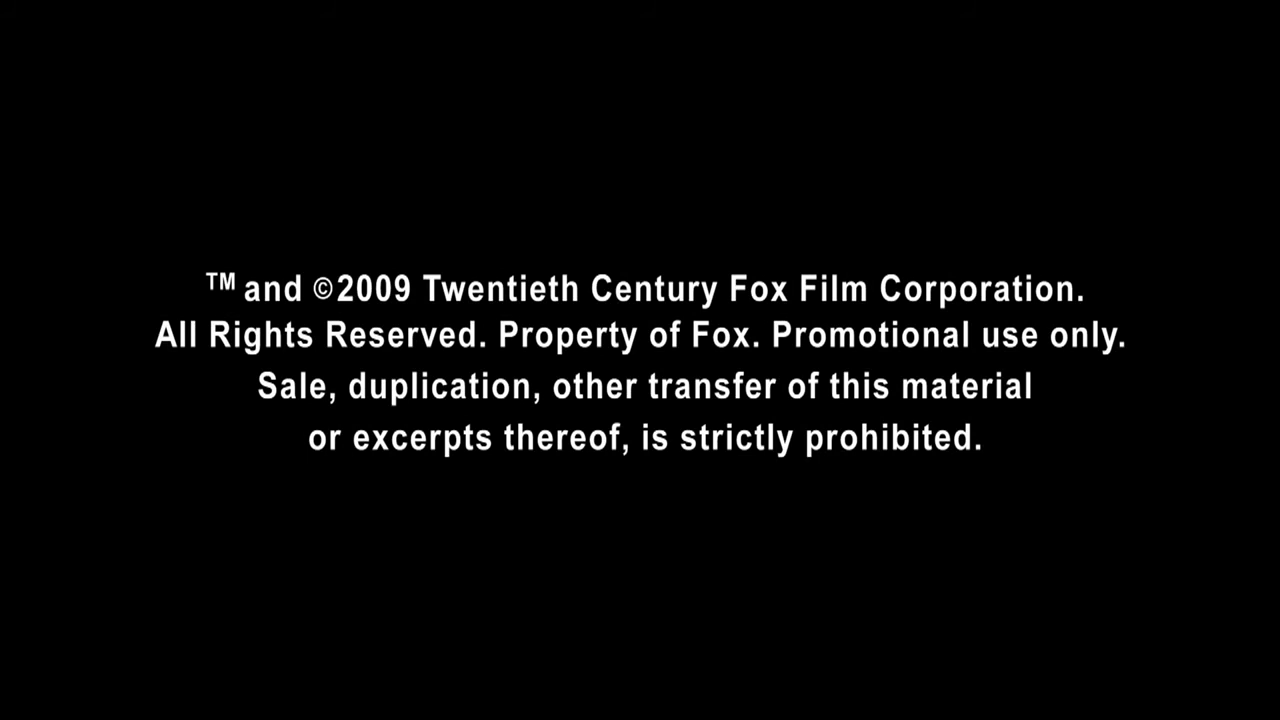 TM and ©2009 Twentieth Century Fox Film Corporation.
All Rights Reserved. Property of Fox. Promotional use only.
Sale, duplication, other transfer of this material
or excerpts thereof, is strictly prohibited.